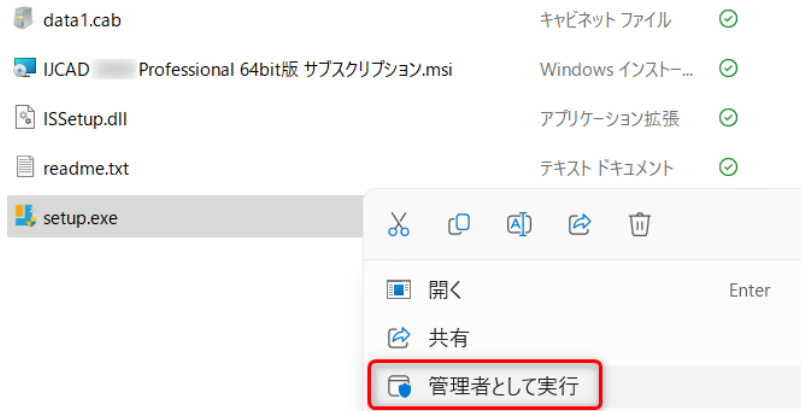 data1.cab キャビネット ファイル
IJCAD Professional 64bit版 サブスクリプション.msi Windows インストー...
ISSetup.dll アプリケーション拡張
readme.txt テキスト ドキュメント
setup.exe
開く Enter
共有
管理者として実行